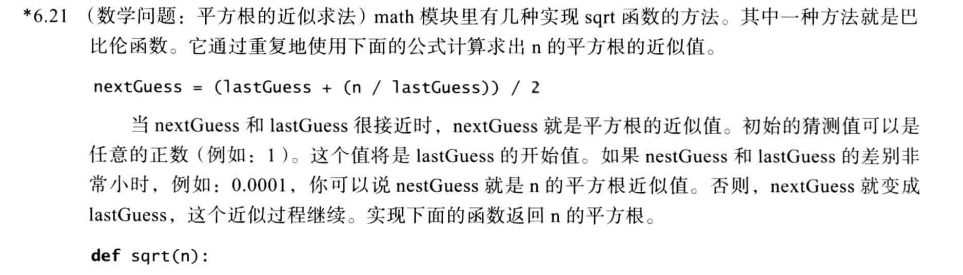 *6.21 （数学问题：平方根的近似求法）math 模块里有几种实现 sqrt 函数的方法。其中一种方法就是巴
比伦函数。它通过重复地使用下面的公式计算求出 n 的平方根的近似值。
nextGuess = (lastGuess + (n / lastGuess)) / 2
当 nextGuess 和 lastGuess 很接近时，nextGuess 就是平方根的近似值。初始的猜测值可以是
任意的正数（例如：1）。这个值将是 lastGuess 的开始值。如果 nestGuess 和 lastGuess 的差别非
常小时，例如：0.0001，你可以说 nestGuess 就是 n 的平方根近似值。否则，nextGuess 就变成
lastGuess，这个近似过程继续。实现下面的函数返回 n 的平方根。
def sqrt(n):